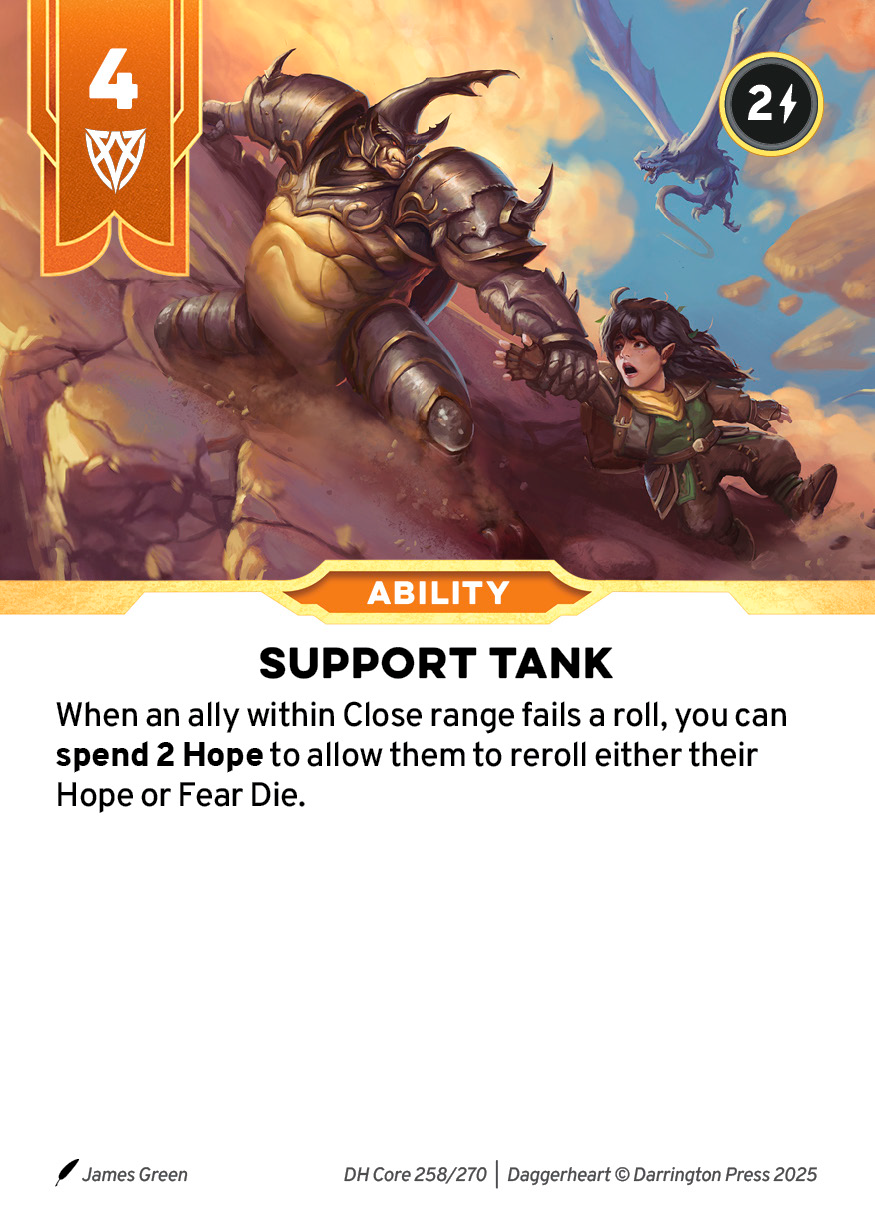 4
2
ABILITY
SUPPORT TANK
When an ally within Close range fails a roll, you can
spend 2 Hope to allow them to reroll either their
Hope or Fear Die.
James Green
DH Core 258/270 | Daggerheart © Darrington Press 2025